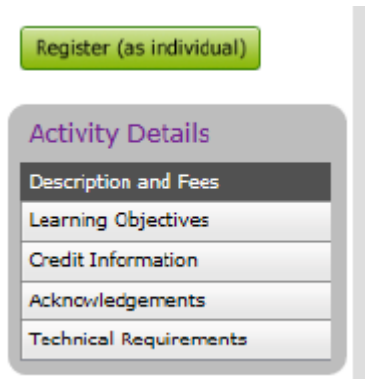 Register (as individual)
Activity Details
Description and Fees
Learning Objectives
Credit Information
Acknowledgements
Technical Requirements